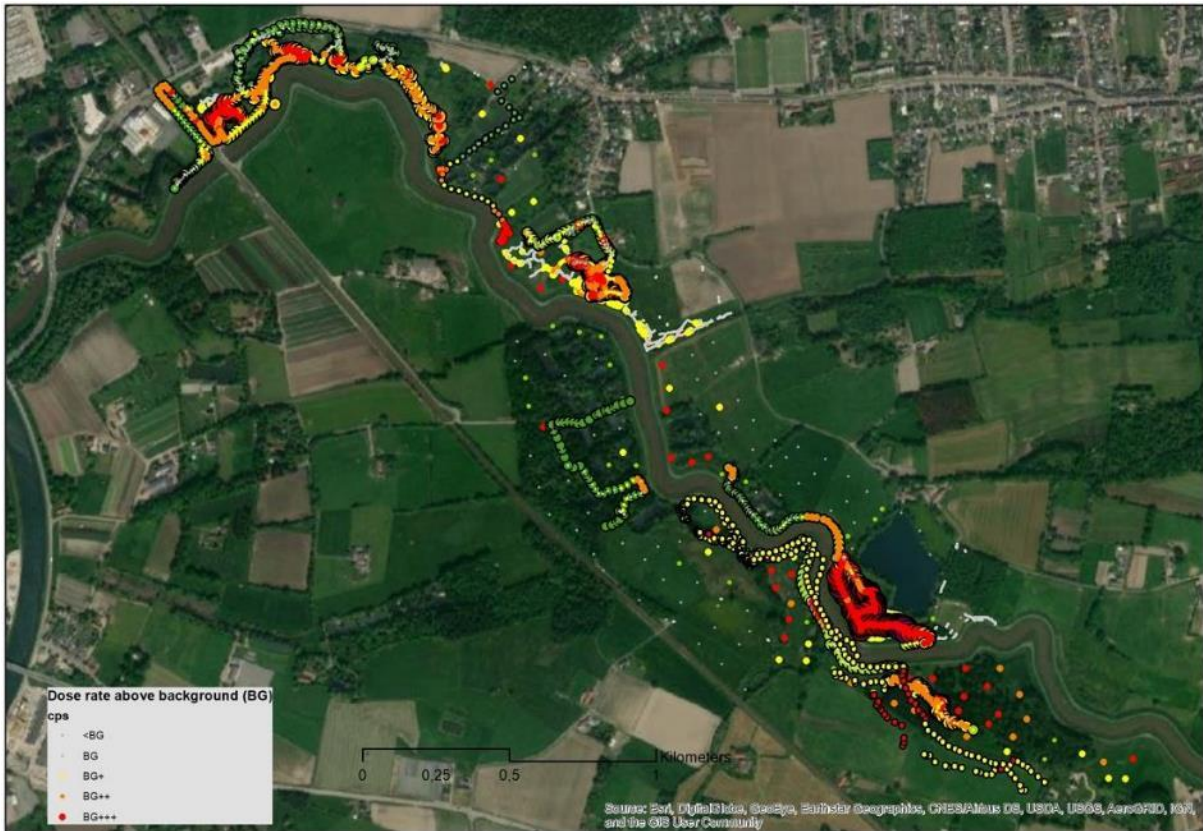 Dose rate above background (BG)
cps
<BG
BG
BG+
BG++
BG+++
Kilometers
0 0.25 0.5 1
Source: Esri, DigitalGlobe, GeoEye, Earthstar Geographics, CNES/Airbus DS, USDA, USGS, AeroGRID, IGN,
and the GIS User Community